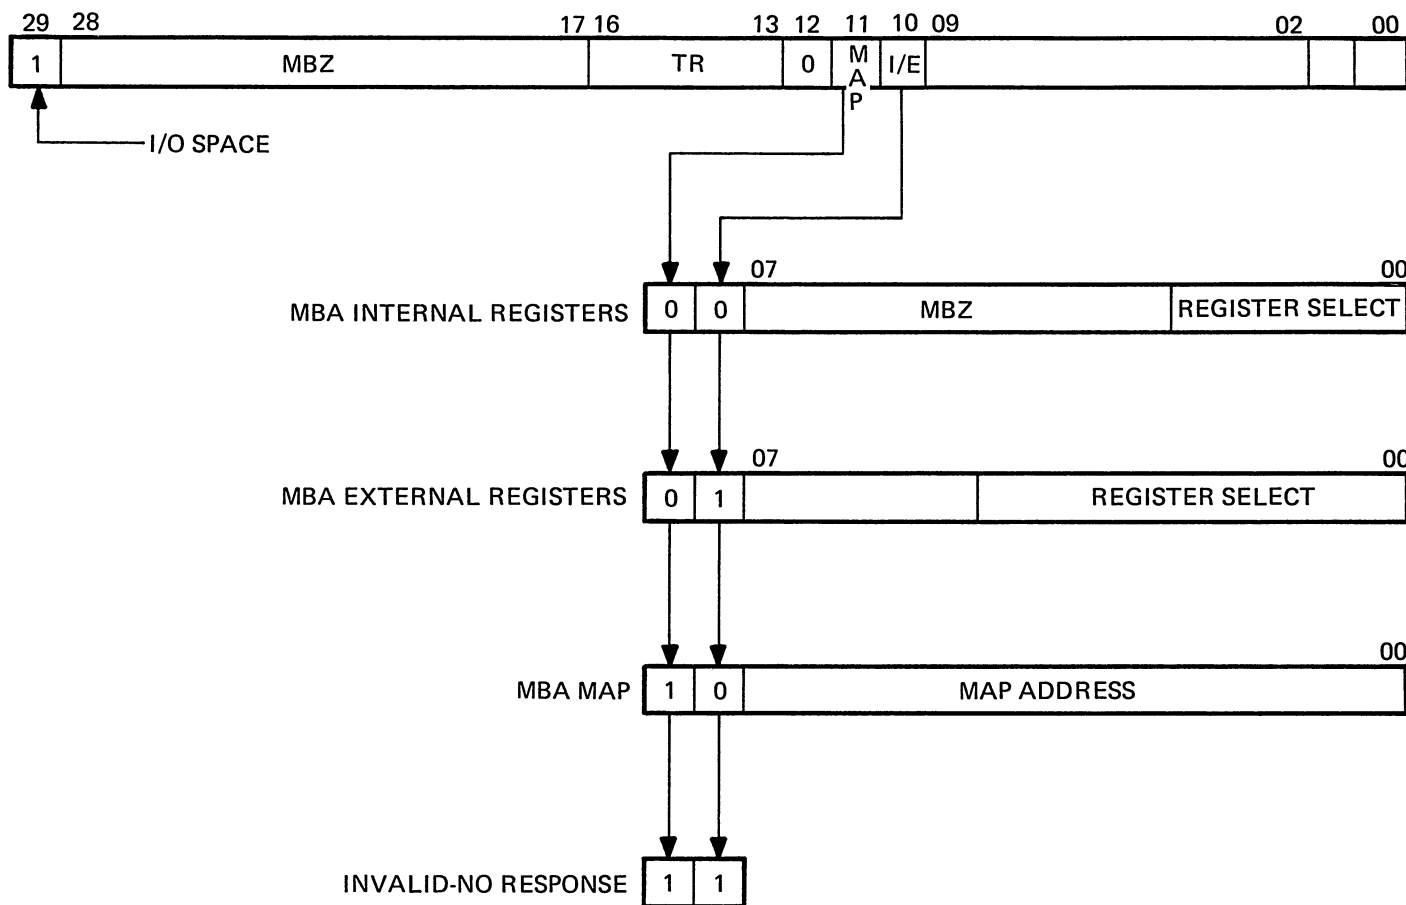 29 28 17 16 13 12 11 10 09 02 00
1 MBZ TR 0 MAP I/E
I/O SPACE
07 00
MBA INTERNAL REGISTERS 0 0 MBZ REGISTER SELECT
07 00
MBA EXTERNAL REGISTERS 0 1 REGISTER SELECT
00
MBA MAP 1 0 MAP ADDRESS
INVALID-NO RESPONSE 1 1